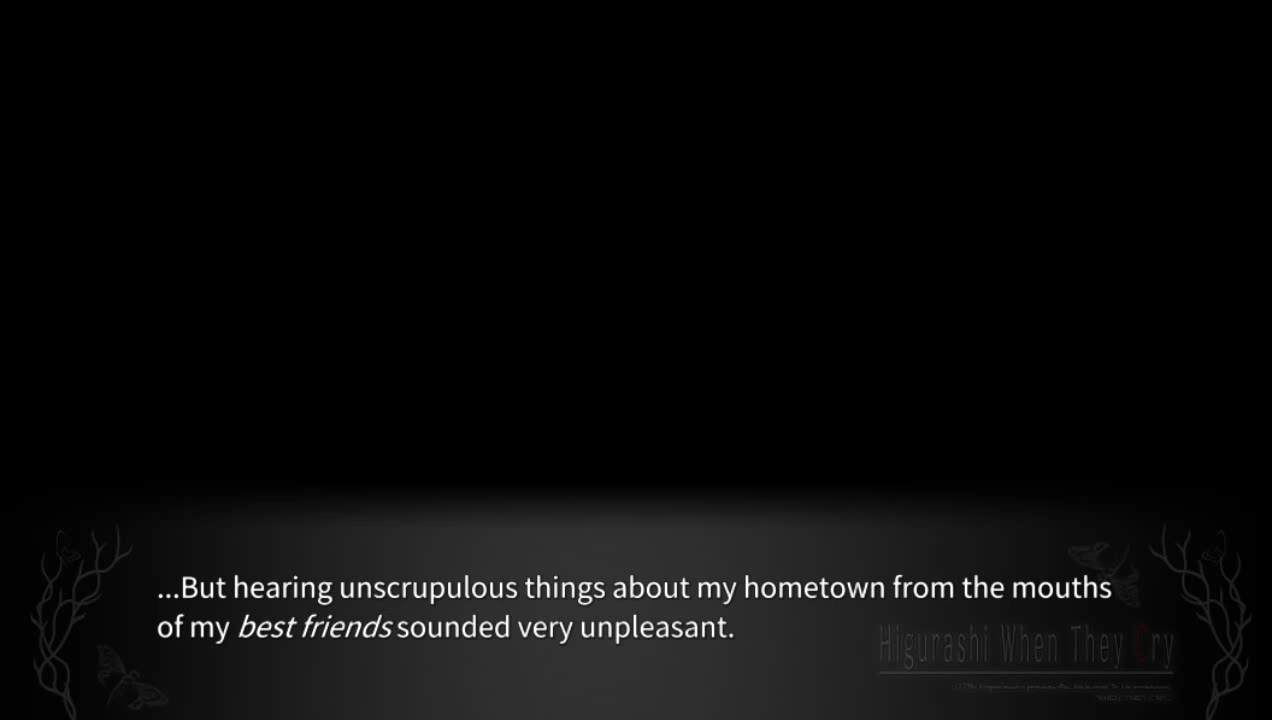 ...But hearing unscrupulous things about my hometown from the mouths
of my best friends sounded very unpleasant.
Higurashi When They Cry